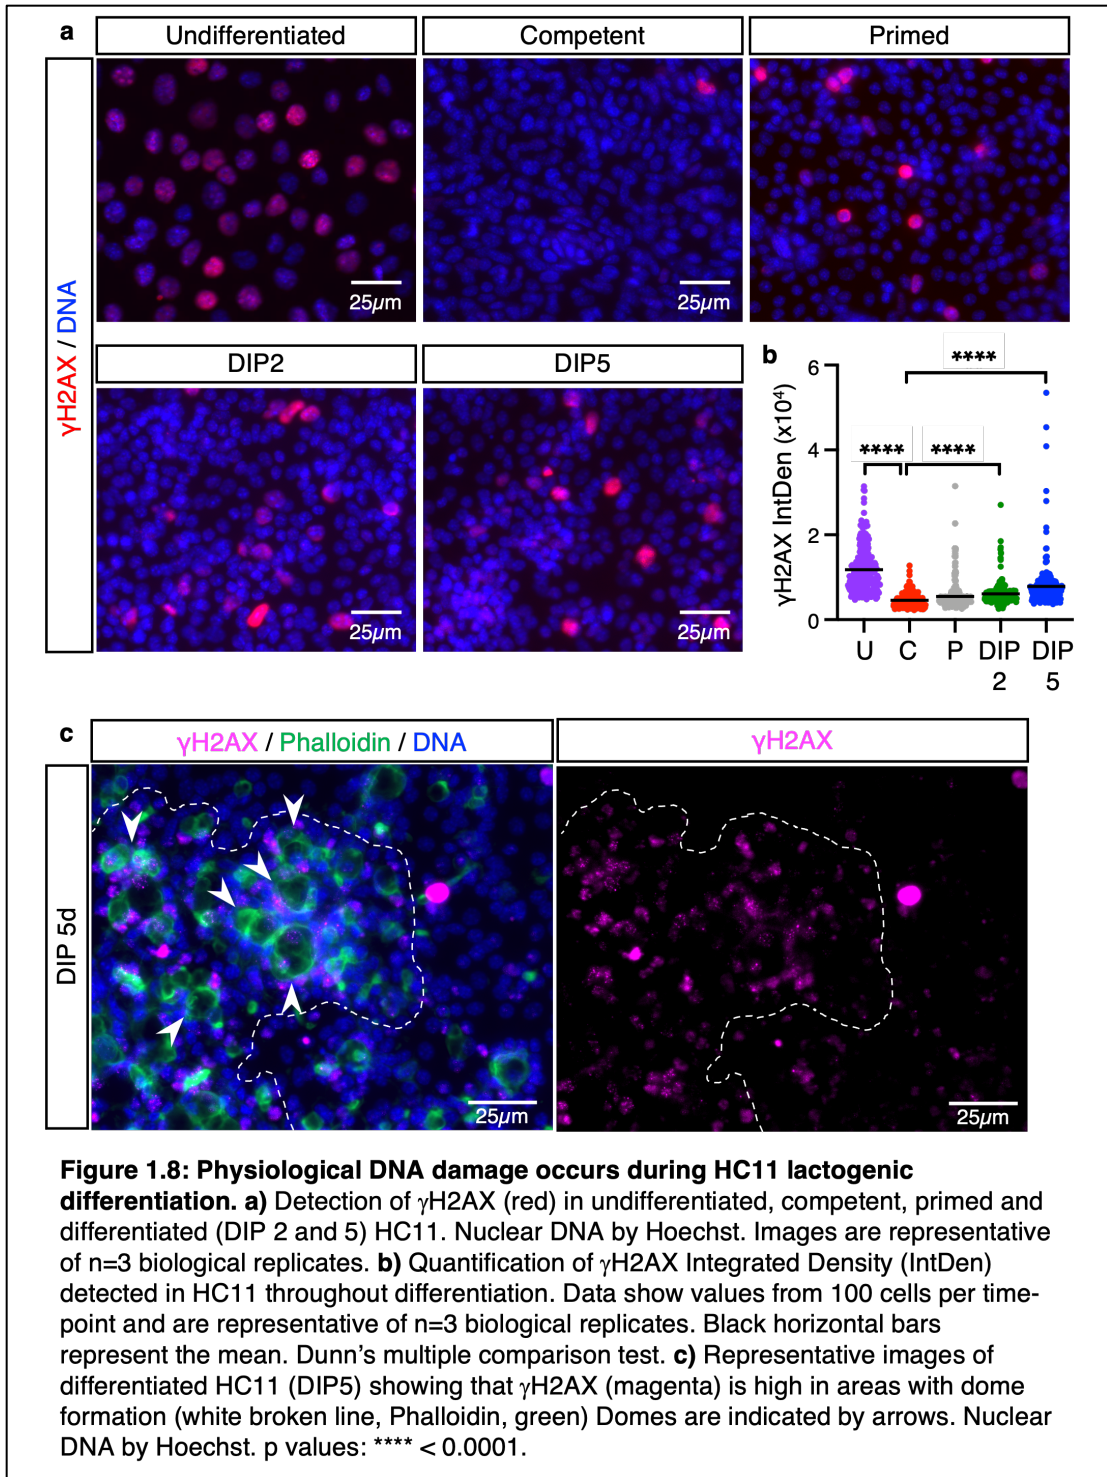 a
Undifferentiated
Competent
Primed
25µm
25µm
25µm
γH2AX / DNA
DIP2
DIP5
25µm
25µm
b
γH2AX IntDen (x10⁴)
6
4
2
0
****
****
****
U C P DIP 2 DIP 5
c
γH2AX / Phalloidin / DNA
γH2AX
DIP 5d
25µm
25µm
Figure 1.8: Physiological DNA damage occurs during HC11 lactogenic
differentiation. a) Detection of γH2AX (red) in undifferentiated, competent, primed and
differentiated (DIP 2 and 5) HC11. Nuclear DNA by Hoechst. Images are representative
of n=3 biological replicates. b) Quantification of γH2AX Integrated Density (IntDen)
detected in HC11 throughout differentiation. Data show values from 100 cells per time-
point and are representative of n=3 biological replicates. Black horizontal bars
represent the mean. Dunn's multiple comparison test. c) Representative images of
differentiated HC11 (DIP5) showing that γH2AX (magenta) is high in areas with dome
formation (white broken line, Phalloidin, green) Domes are indicated by arrows. Nuclear
DNA by Hoechst. p values: **** < 0.0001.